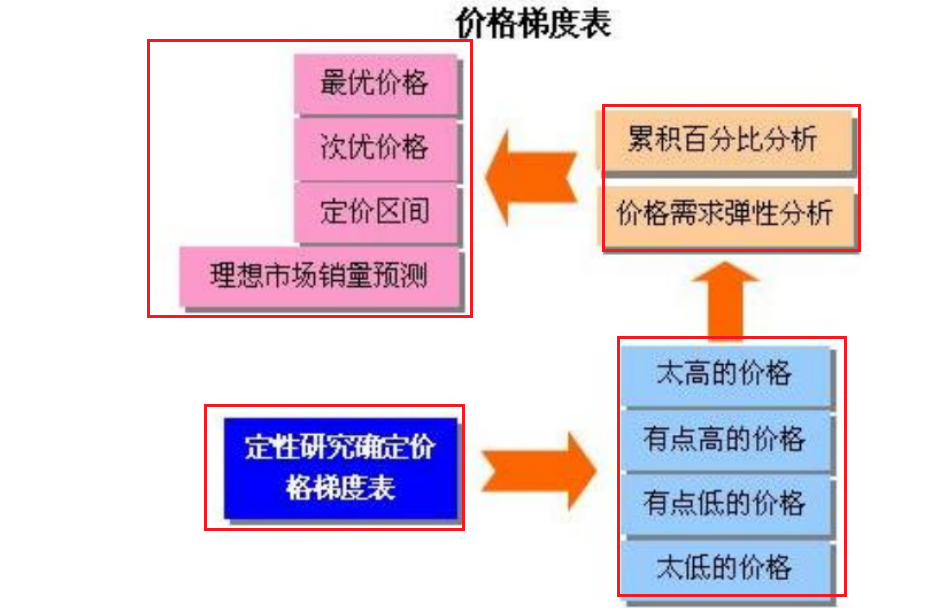 价格梯度表
最优价格
次优价格
定价区间
理想市场销量预测
累积百分比分析
价格需求弹性分析
定性研究确定价
格梯度表
太高的价格
有点高的价格
有点低的价格
太低的价格